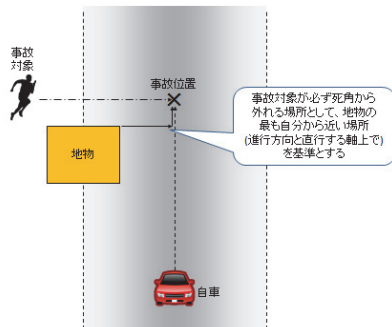 事故
対象
事故位置
事故対象が必ず死角から
外れる場所として、地物の
最も自分から近い場所
(進行方向と直行する軸上で)
を基準とする
地物
自車